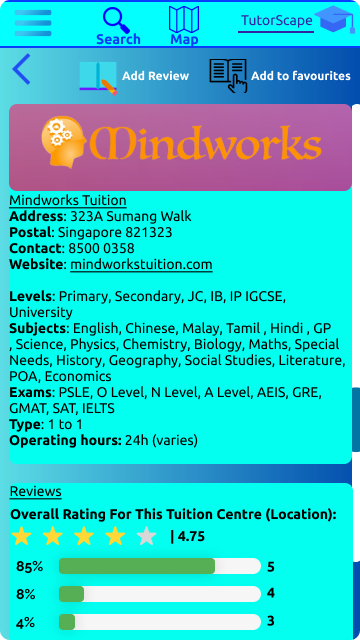 TutorScape
Search
Map
Add Review
Add to favourites
Mindworks
Mindworks Tuition
Address: 323A Sumang Walk
Postal: Singapore 821323
Contact: 8500 0358
Website: mindworkstuition.com
Levels: Primary, Secondary, JC, IB, IP IGCSE,
University
Subjects: English, Chinese, Malay, Tamil , Hindi , GP
, Science, Physics, Chemistry, Biology, Maths, Special
Needs, History, Geography, Social Studies, Literature,
POA, Economics
Exams: PSLE, O Level, N Level, A Level, AEIS, GRE,
GMAT, SAT, IELTS
Type: 1 to 1
Operating hours: 24h (varies)
Reviews
Overall Rating For This Tuition Centre (Location):
| 4.75
85% 5
8% 4
4% 3